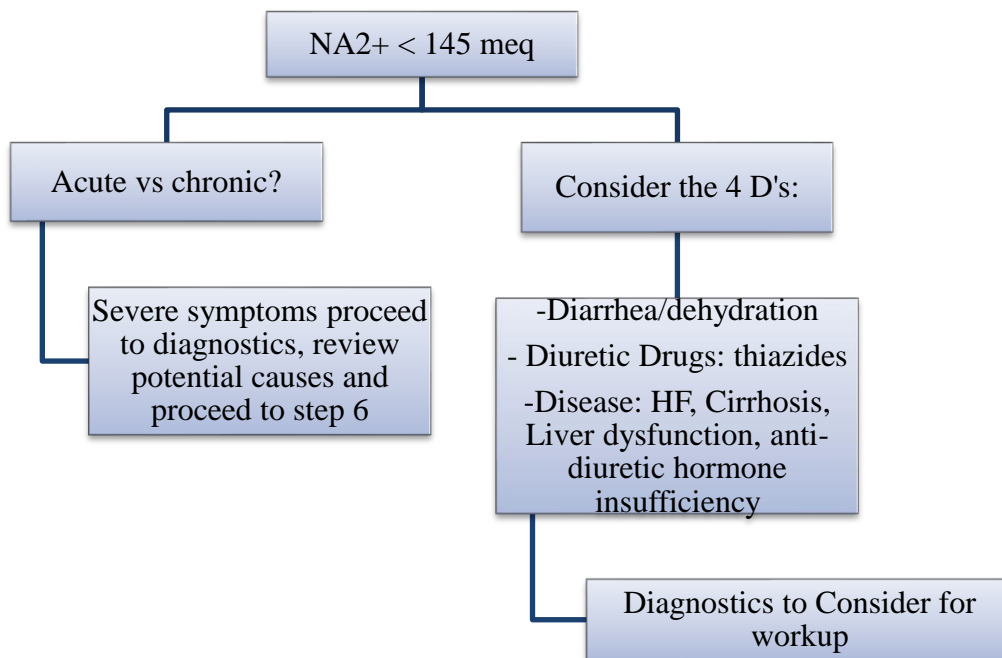 NA2+ < 145 meq
Acute vs chronic?
Consider the 4 D's:
Severe symptoms proceed
to diagnostics, review
potential causes and
proceed to step 6
-Diarrhea/dehydration
- Diuretic Drugs: thiazides
-Disease: HF, Cirrhosis,
Liver dysfunction, anti-
diuretic hormone
insufficiency
Diagnostics to Consider for
workup